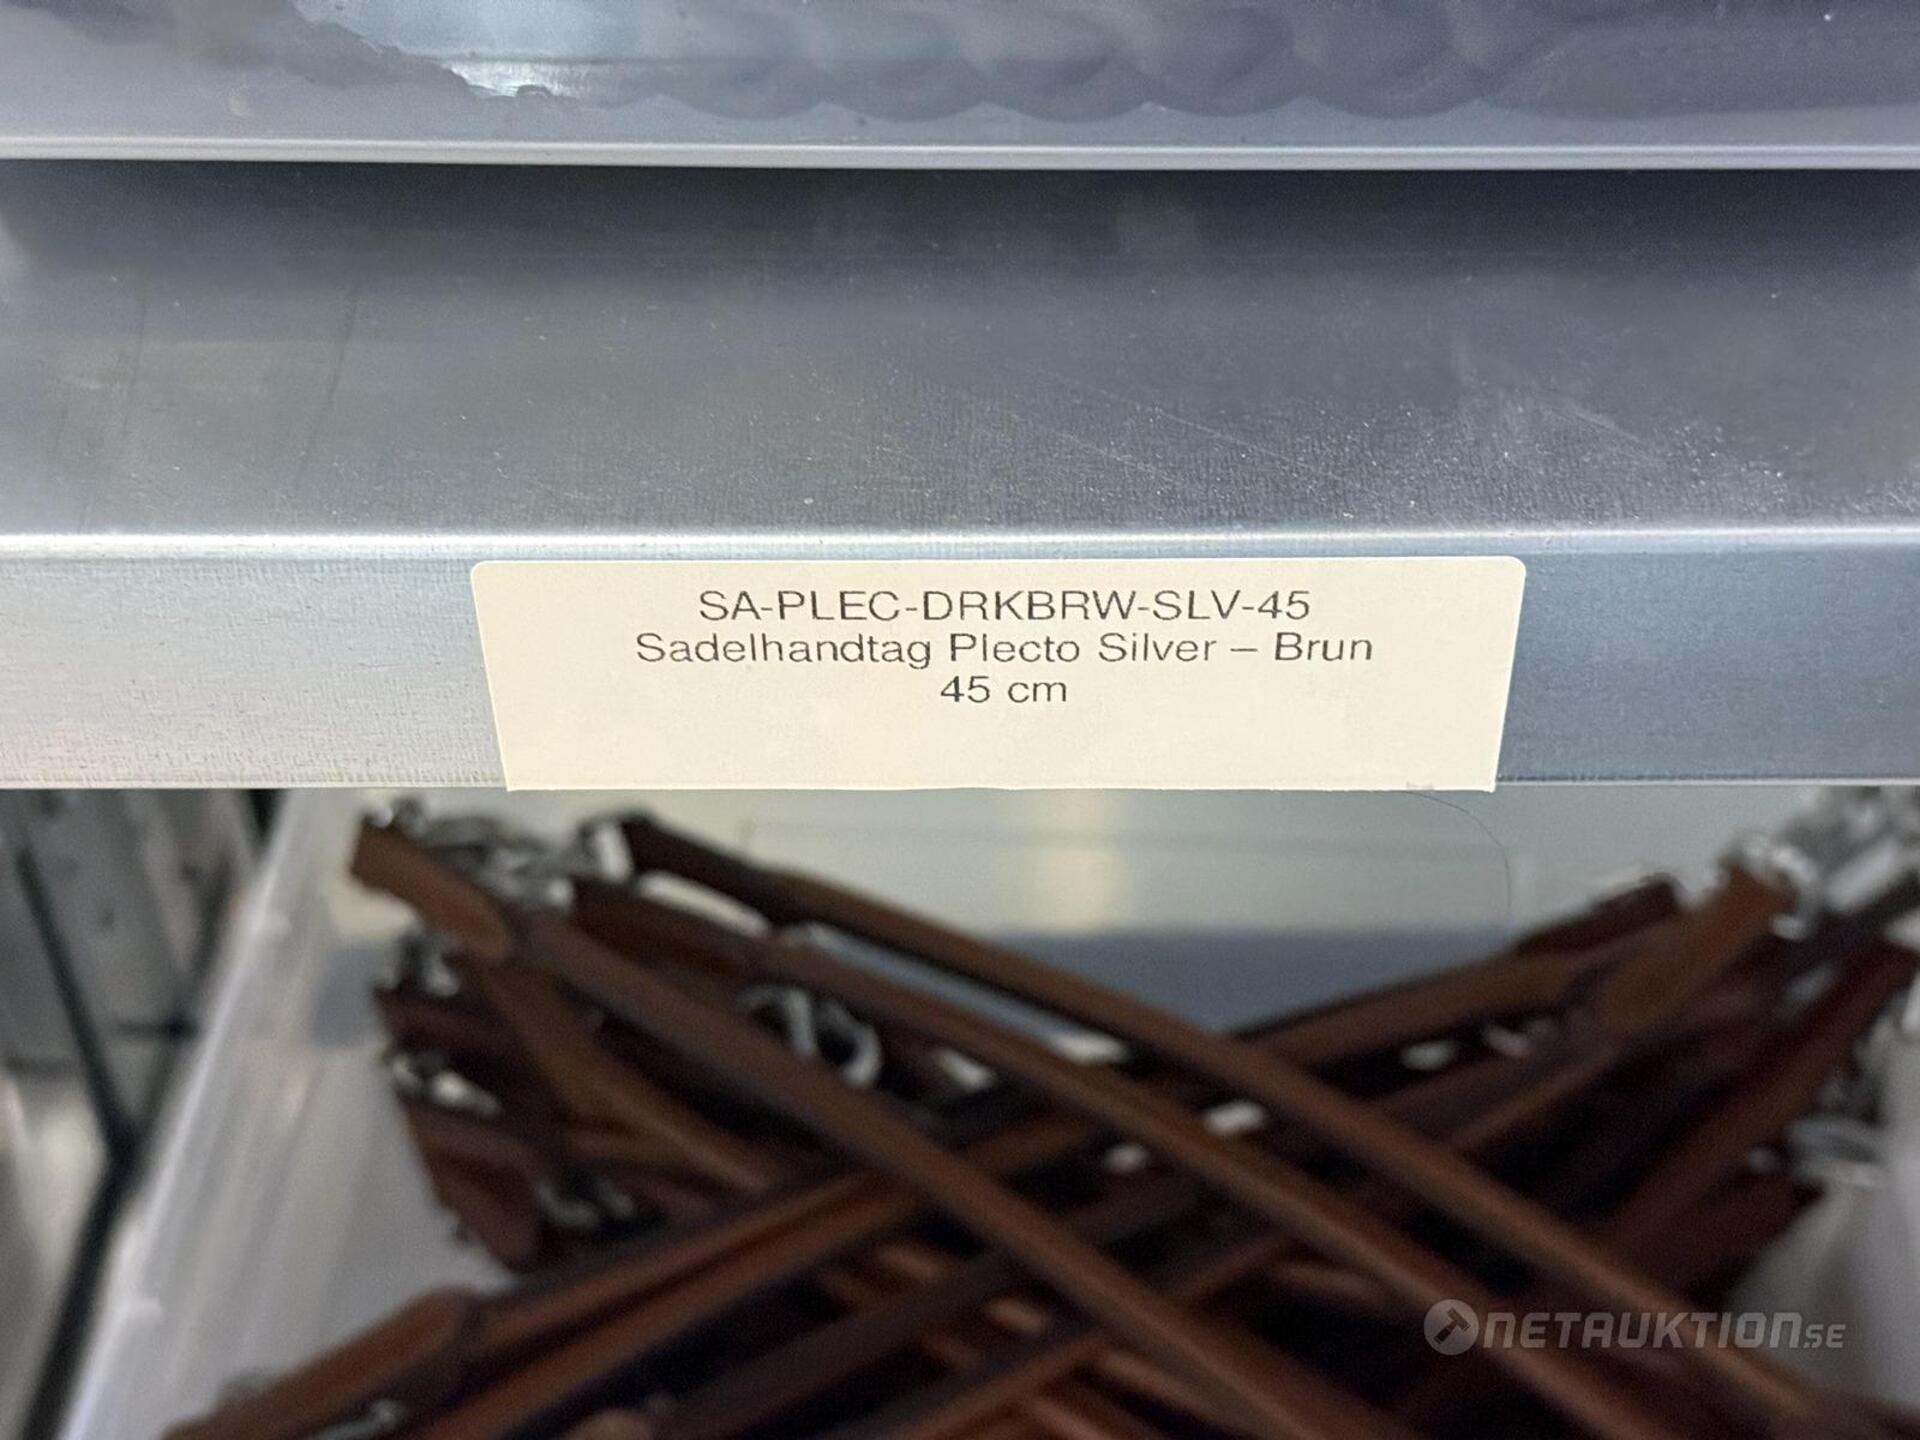 SA-PLEC-DRKBRW-SLV-45
Sadelhandtag Plecto Silver – Brun
45 cm
NETAUKTION.SE